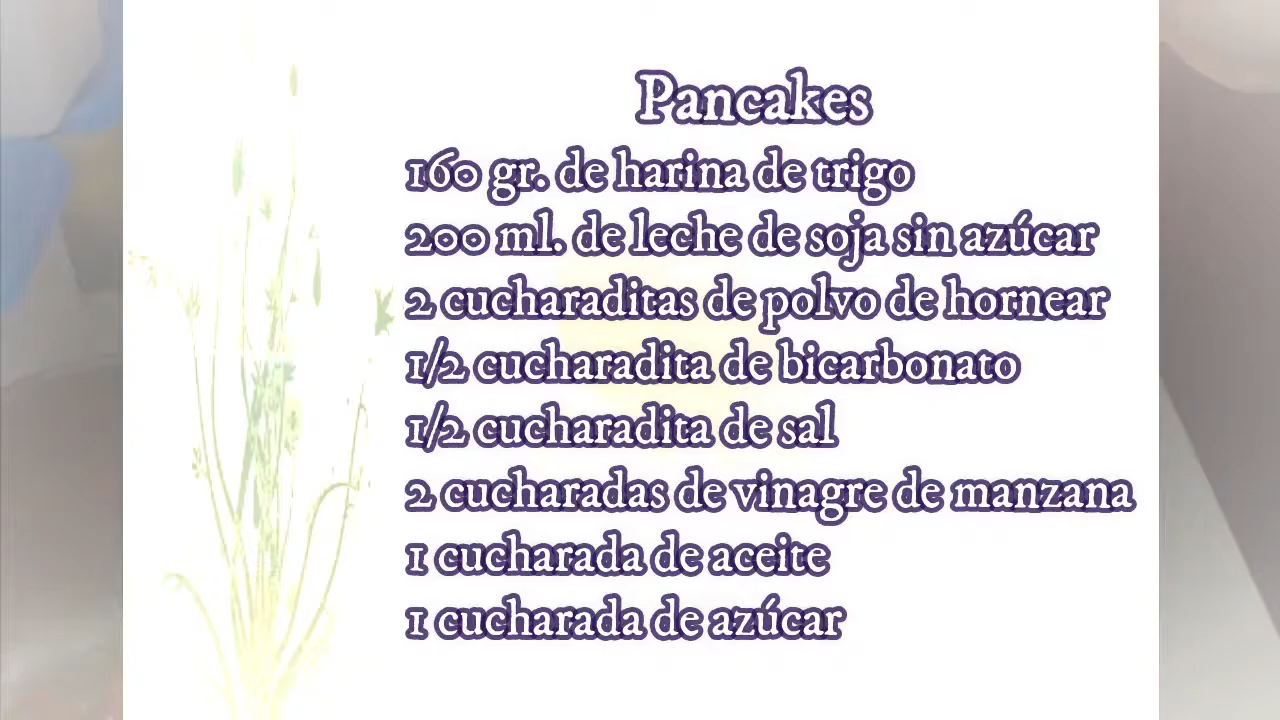 Pancakes
160 gr. de harina de trigo
200 ml. de leche de soja sin azúcar
2 cucharaditas de polvo de hornear
1/2 cucharadita de bicarbonato
1/2 cucharadita de sal
2 cucharadas de vinagre de manzana
1 cucharada de aceite
1 cucharada de azúcar